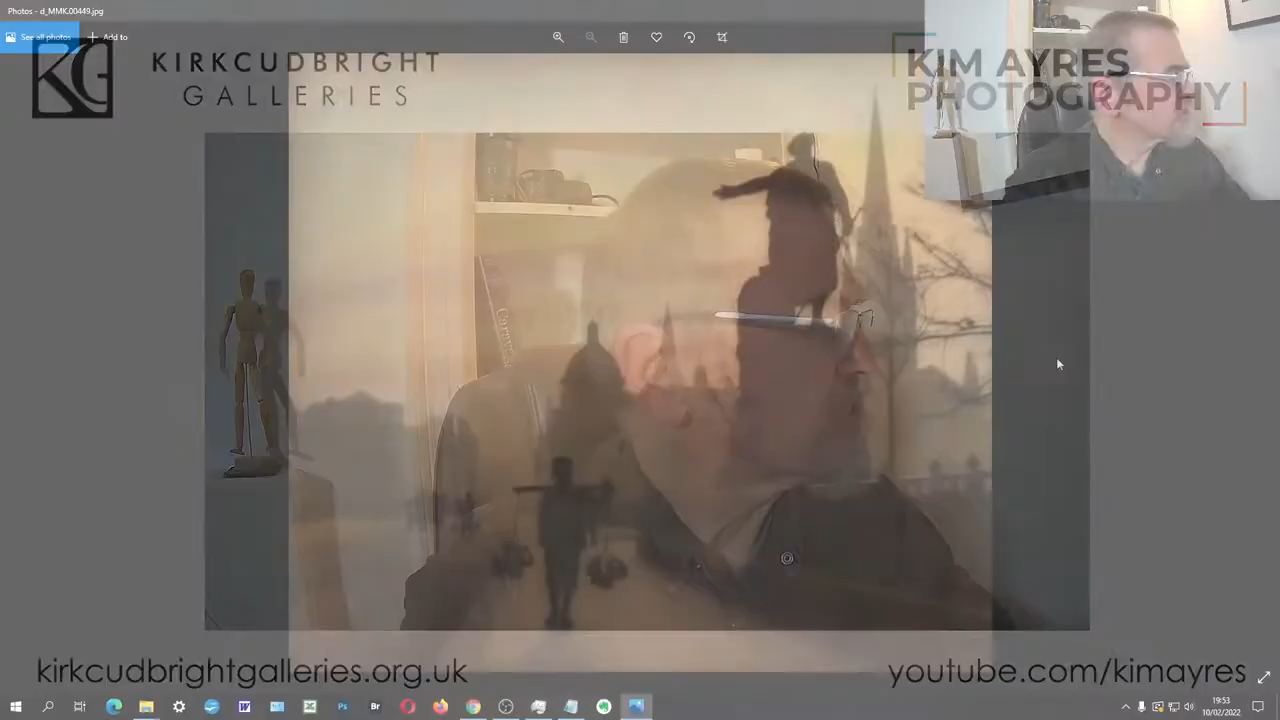 Photos - d_MMK.00449.jpg
See all photos
Add to
KG
KIRKCUDBRIGHT
GALLERIES
KIM AYRES
PHOTOGRAPHY
kirkcudbrightgalleries.org.uk
youtube.com/kimayres
19:53
10/02/2022